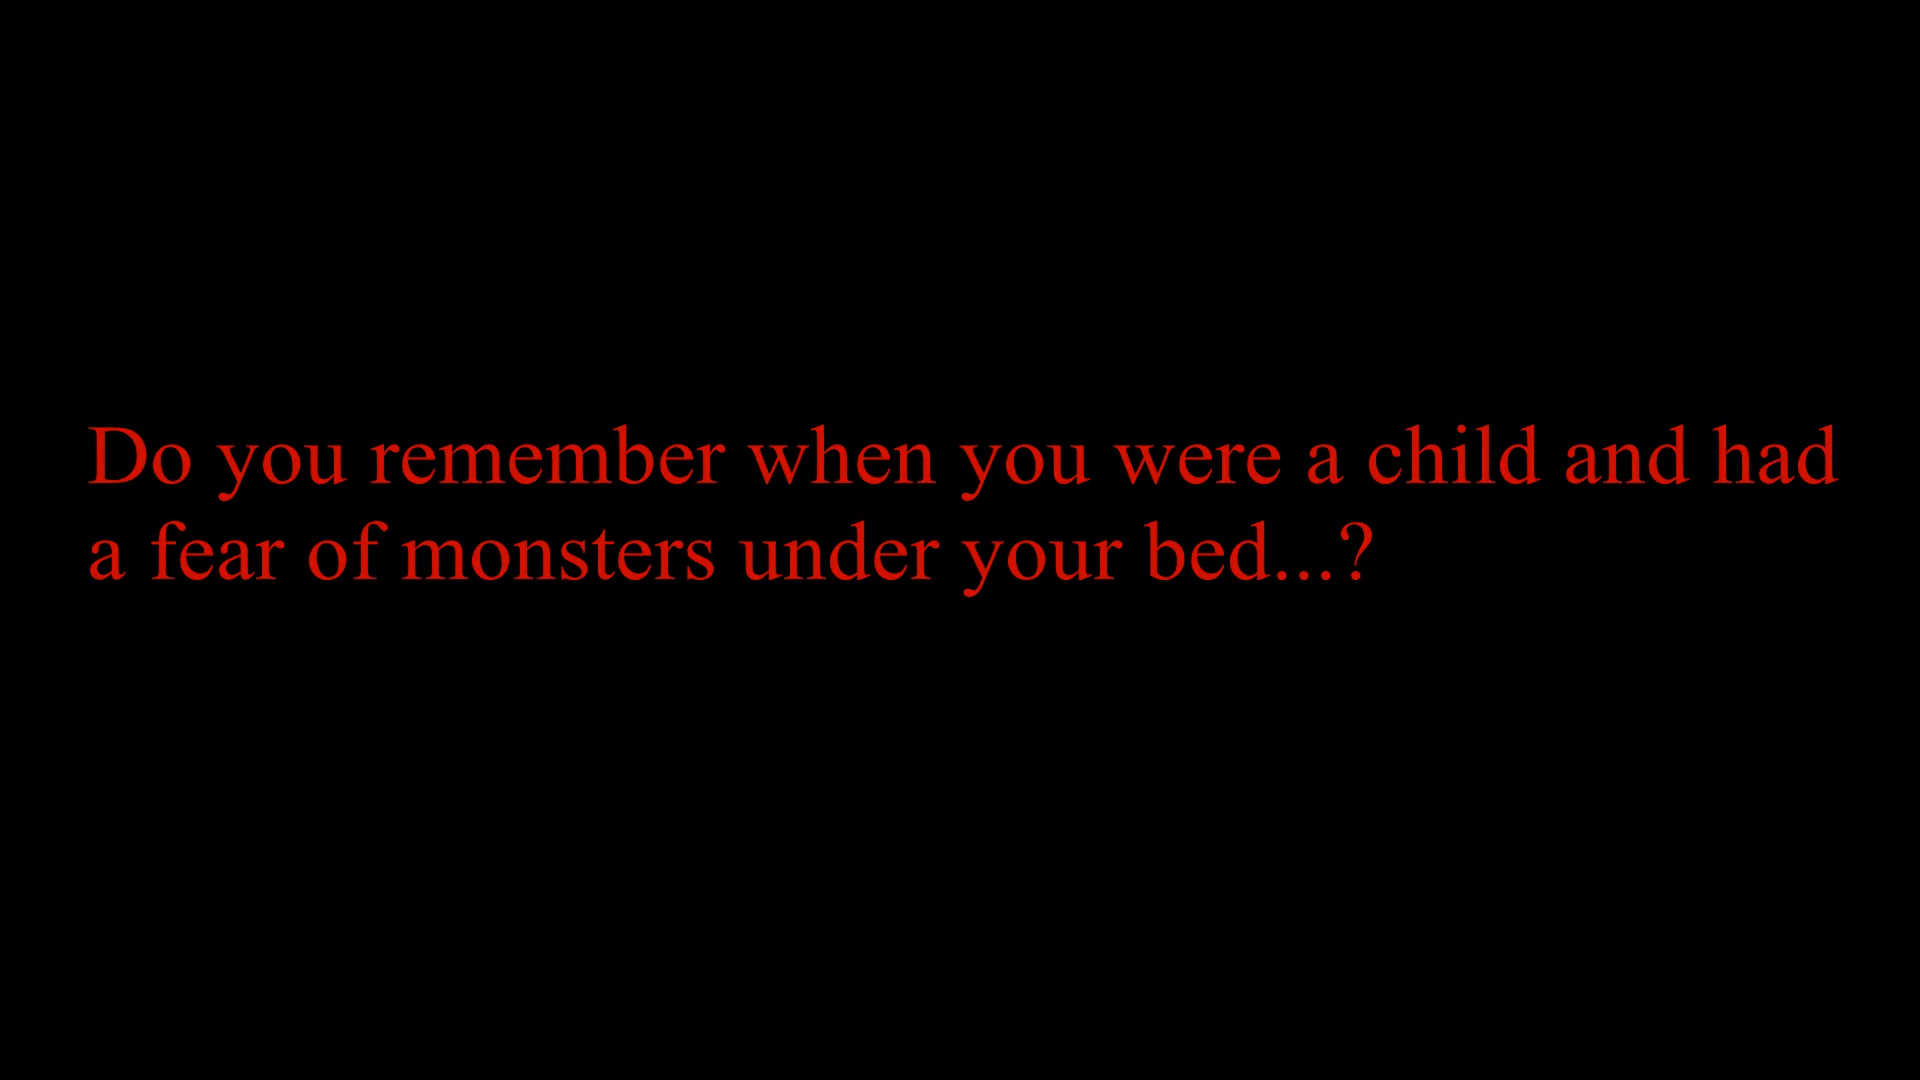 Do you remember when you were a child and had
a fear of monsters under your bed...?